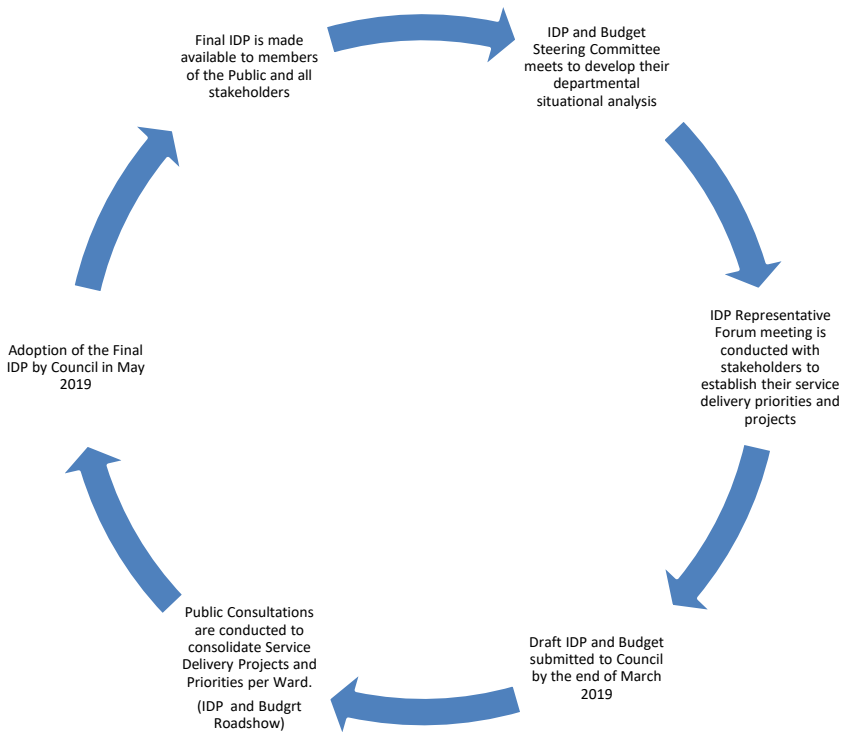 Final IDP is made
available to members
of the Public and all
stakeholders
IDP and Budget
Steering Committee
meets to develop their
departmental
situational analysis
IDP Representative
Forum meeting is
conducted with
stakeholders to
establish their service
delivery priorities and
projects
Draft IDP and Budget
submitted to Council
by the end of March
2019
Public Consultations
are conducted to
consolidate Service
Delivery Projects and
Priorities per Ward.
(IDP and Budgrt
Roadshow)
Adoption of the Final
IDP by Council in May
2019